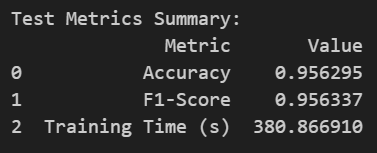 Test Metrics Summary:
Metric Value
0 Accuracy 0.956295
1 F1-Score 0.956337
2 Training Time (s) 380.866910